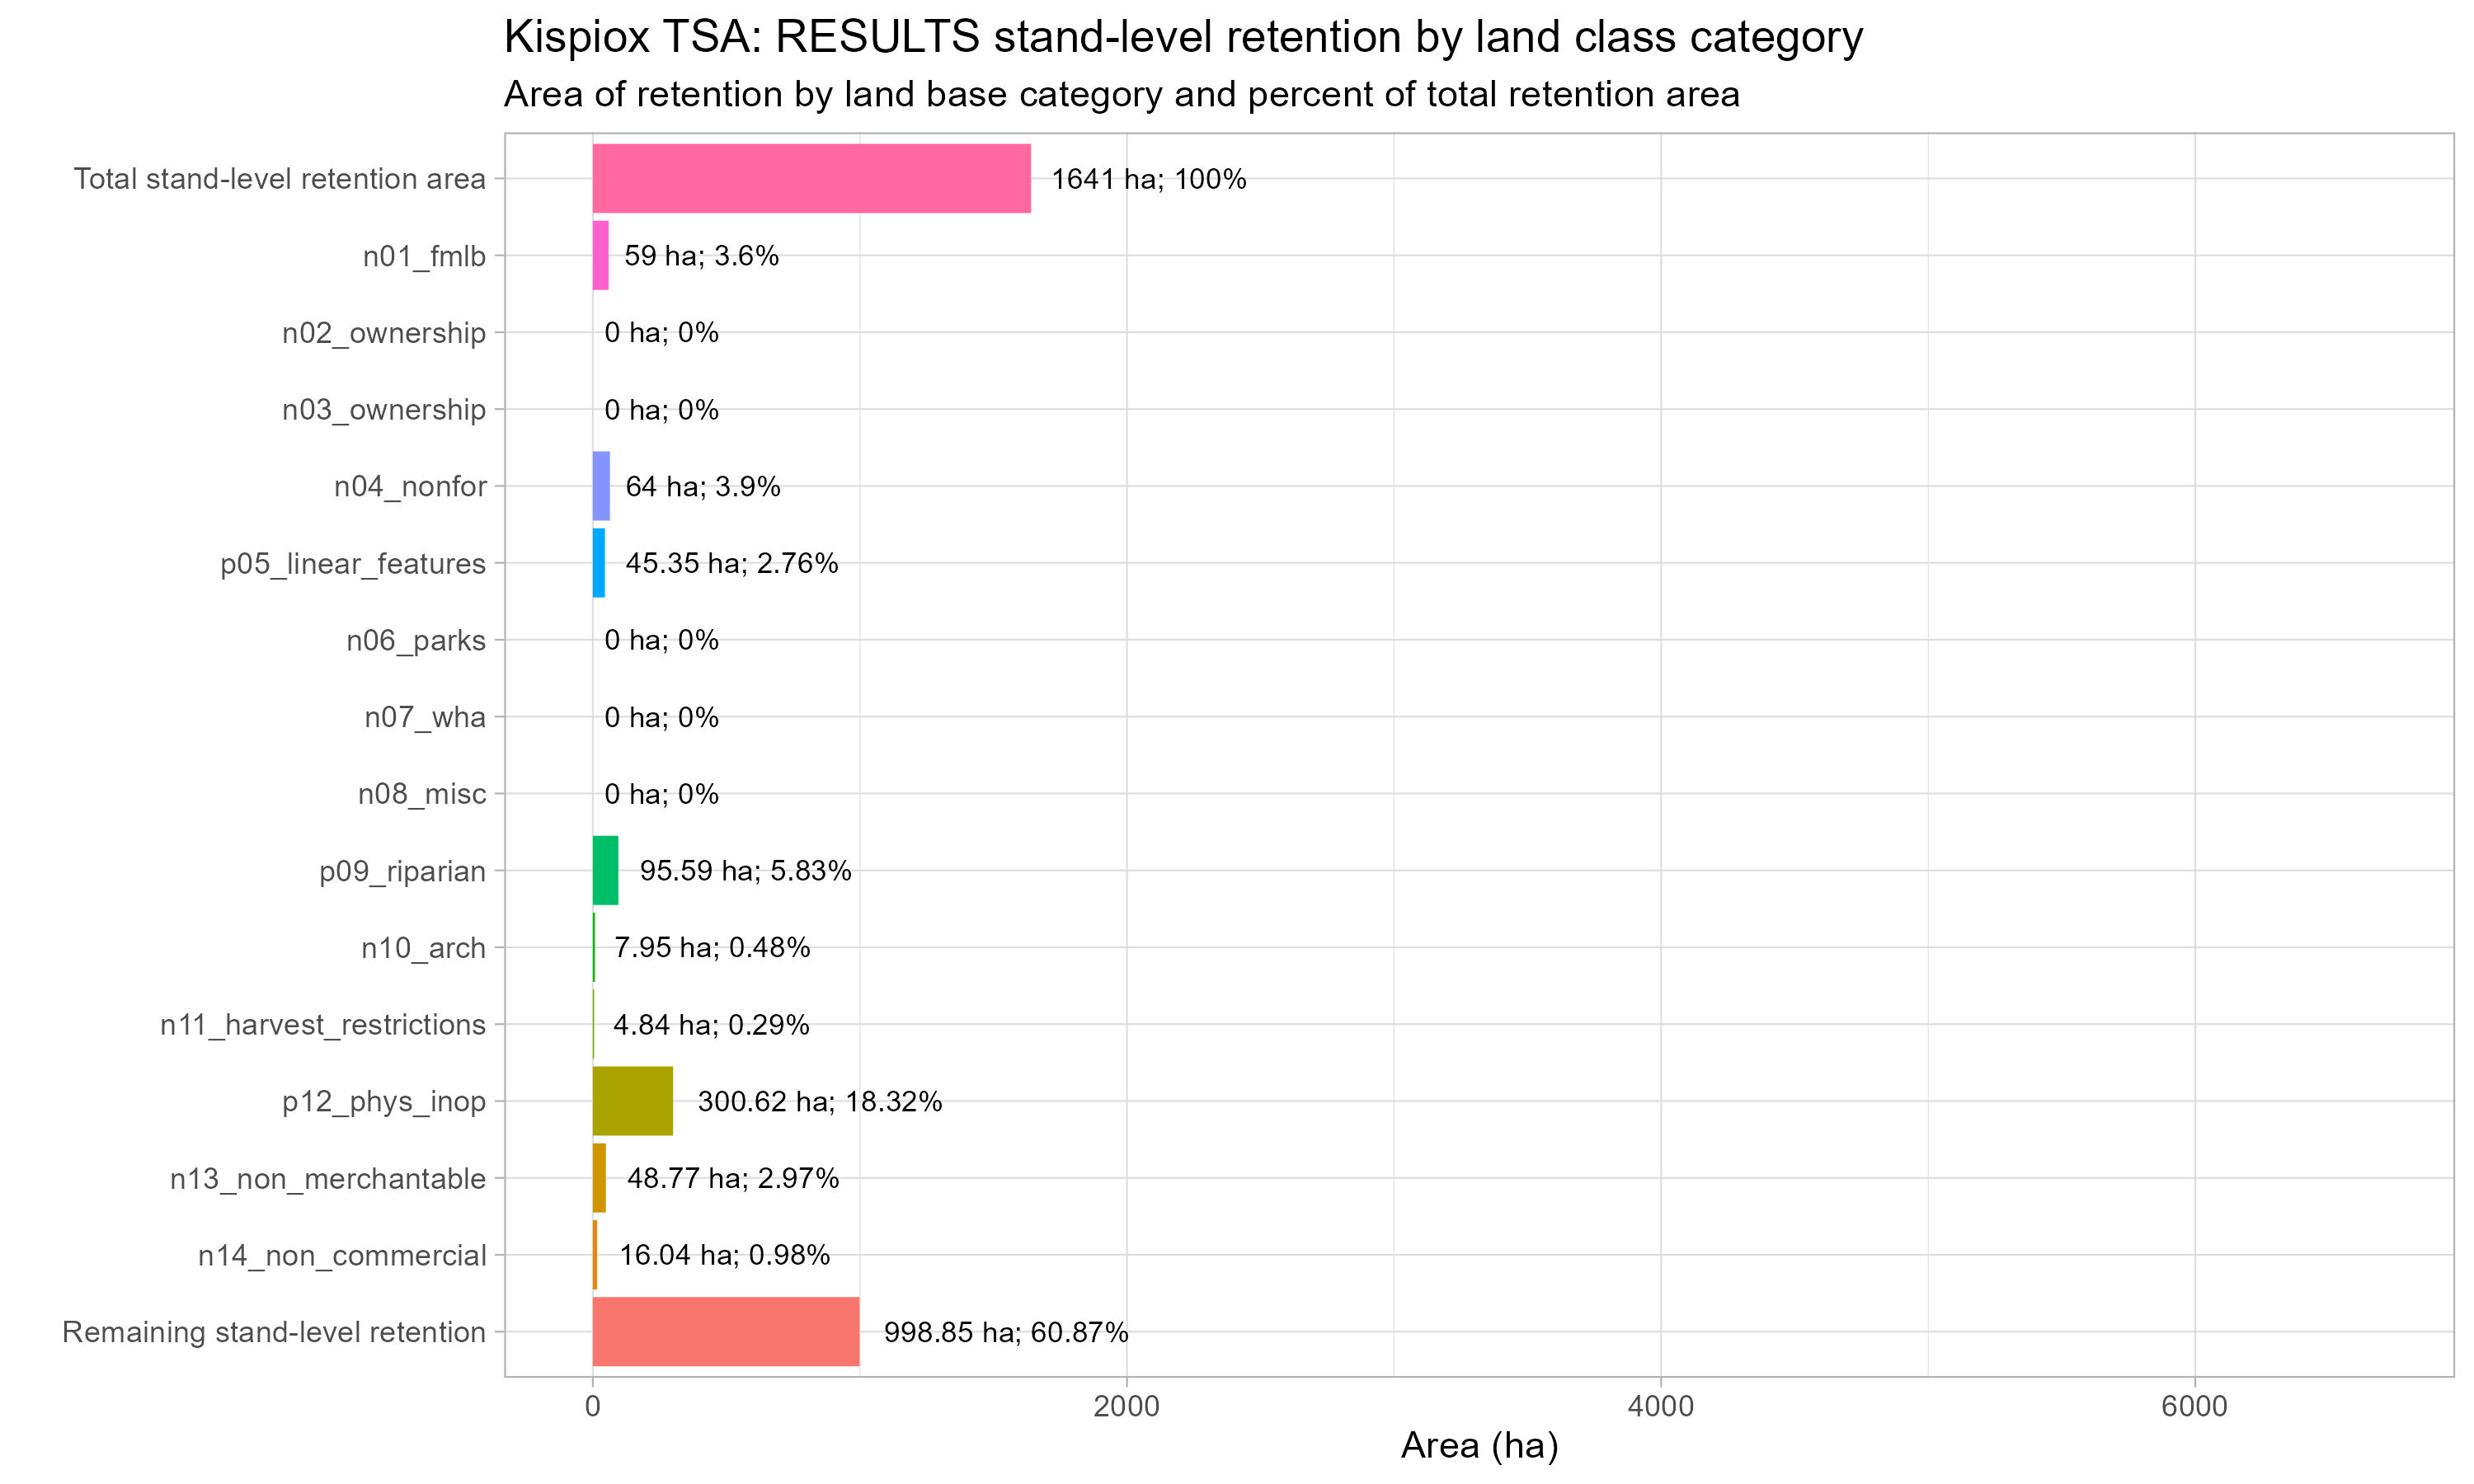 Kispiox TSA: RESULTS stand-level retention by land class category
Area of retention by land base category and percent of total retention area
Total stand-level retention area 1641 ha; 100%
n01_fmlb 59 ha; 3.6%
n02_ownership 0 ha; 0%
n03_ownership 0 ha; 0%
n04_nonfor 64 ha; 3.9%
p05_linear_features 45.35 ha; 2.76%
n06_parks 0 ha; 0%
n07_wha 0 ha; 0%
n08_misc 0 ha; 0%
p09_riparian 95.59 ha; 5.83%
n10_arch 7.95 ha; 0.48%
n11_harvest_restrictions 4.84 ha; 0.29%
p12_phys_inop 300.62 ha; 18.32%
n13_non_merchantable 48.77 ha; 2.97%
n14_non_commercial 16.04 ha; 0.98%
Remaining stand-level retention 998.85 ha; 60.87%
0 2000 4000 6000
Area (ha)